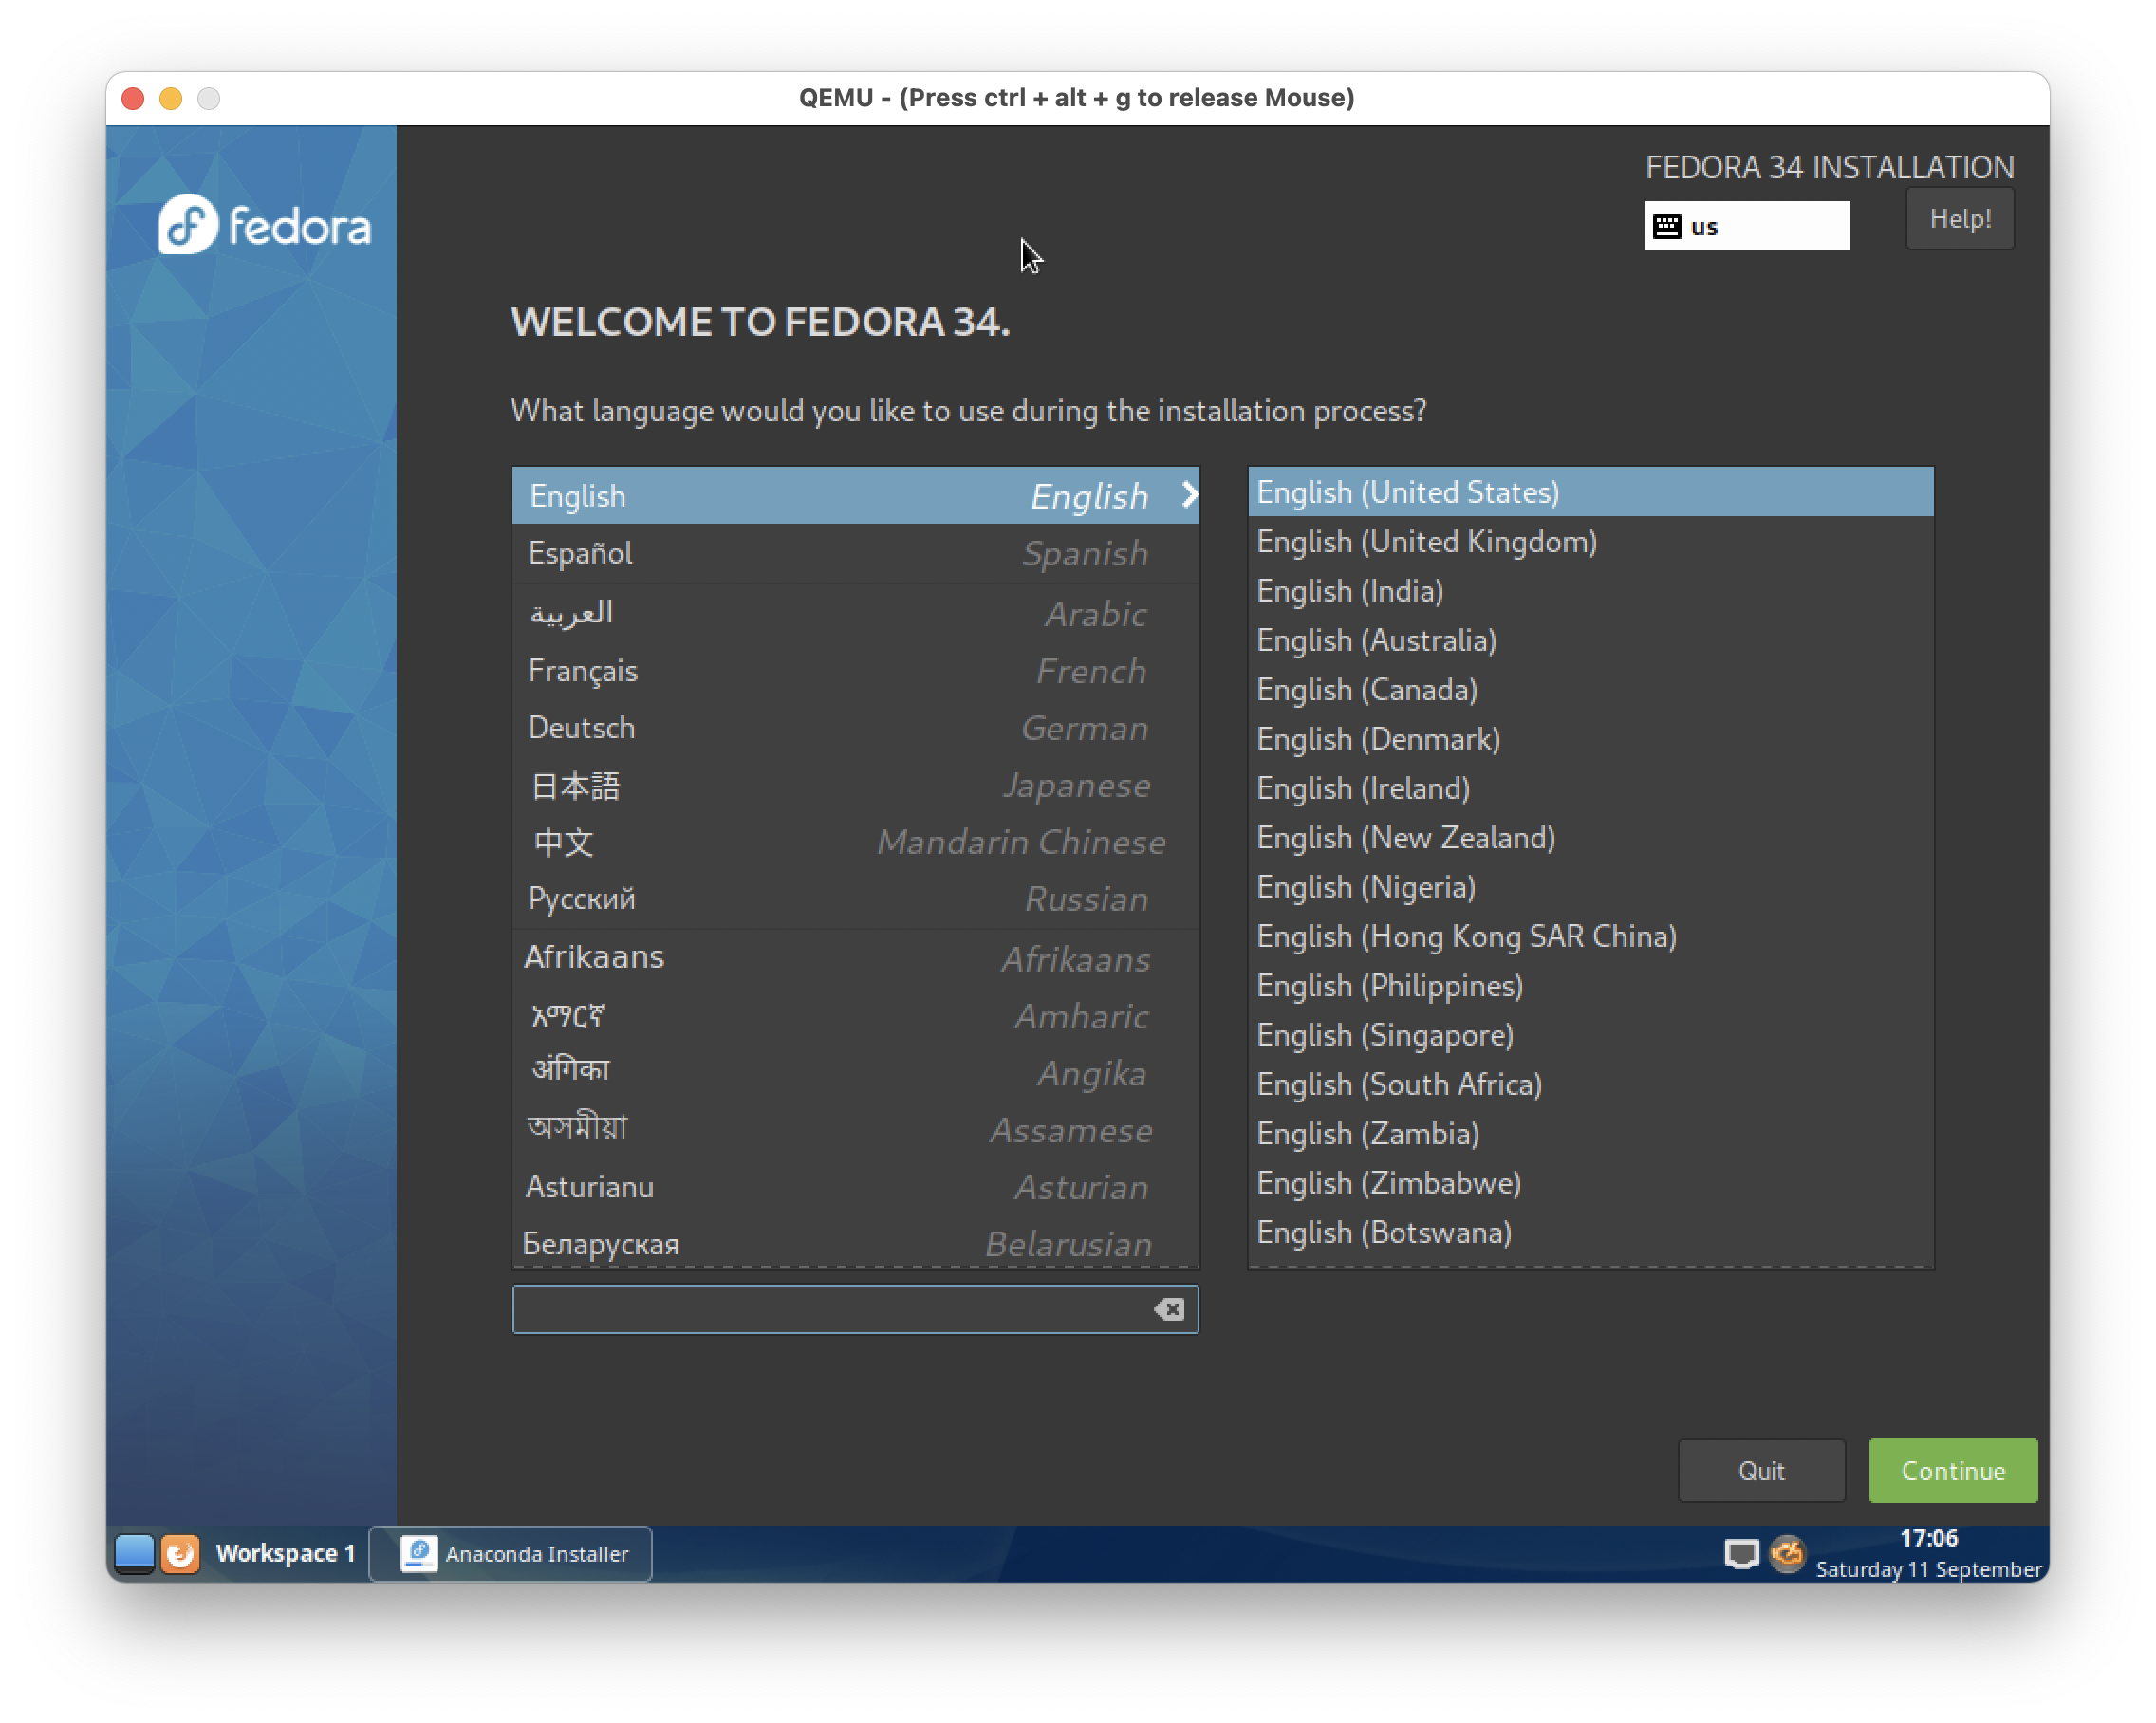 QEMU - (Press ctrl + alt + g to release Mouse)
fedora
FEDORA 34 INSTALLATION
us
Help!
WELCOME TO FEDORA 34.
What language would you like to use during the installation process?
English English
Español Spanish
العربية Arabic
Français French
Deutsch German
日本語 Japanese
中文 Mandarin Chinese
Русский Russian
Afrikaans Afrikaans
አማርኛ Amharic
अंगिका Angika
অসমীয়া Assamese
Asturianu Asturian
Беларуская Belarusian
English (United States)
English (United Kingdom)
English (India)
English (Australia)
English (Canada)
English (Denmark)
English (Ireland)
English (New Zealand)
English (Nigeria)
English (Hong Kong SAR China)
English (Philippines)
English (Singapore)
English (South Africa)
English (Zambia)
English (Zimbabwe)
English (Botswana)
Quit
Continue
Workspace 1
Anaconda Installer
17:06
Saturday 11 September